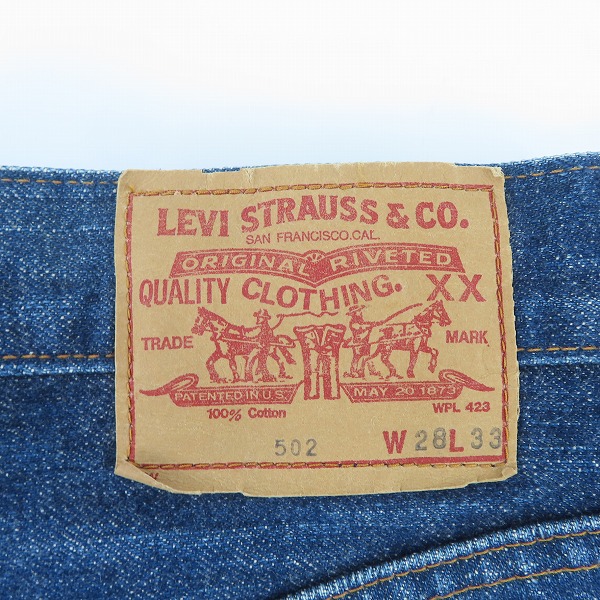 LEVI STRAUSS & CO.
SAN FRANCISCO.CAL.
ORIGINAL RIVETED
QUALITY CLOTHING. XX
TRADE MARK
PATENTED IN U.S. MAY 20 1873
100% Cotton WPL 423
502 W 28 L 33